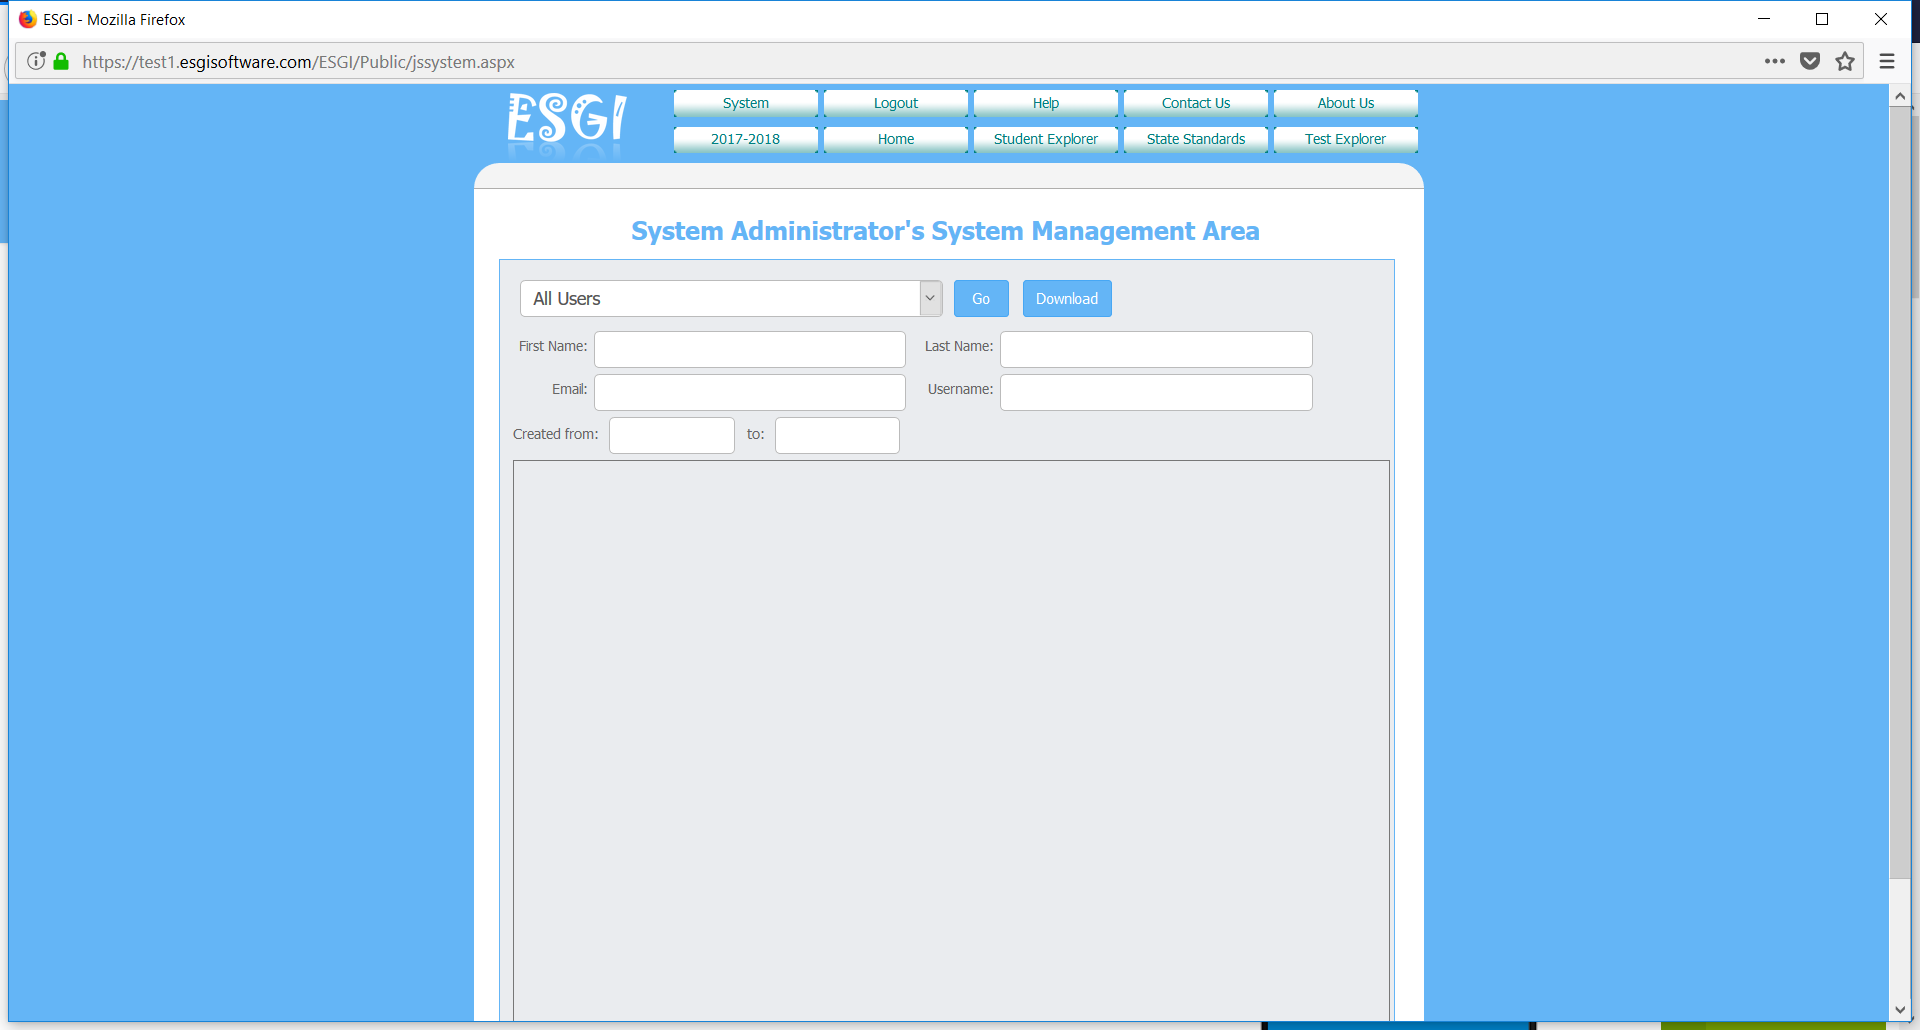 ESGI - Mozilla Firefox
https://test1.esgisoftware.com/ESGI/Public/jssystem.aspx
ESGI
System Logout Help Contact Us About Us
2017-2018 Home Student Explorer State Standards Test Explorer
System Administrator's System Management Area
All Users Go Download
First Name: Last Name:
Email: Username:
Created from: to: